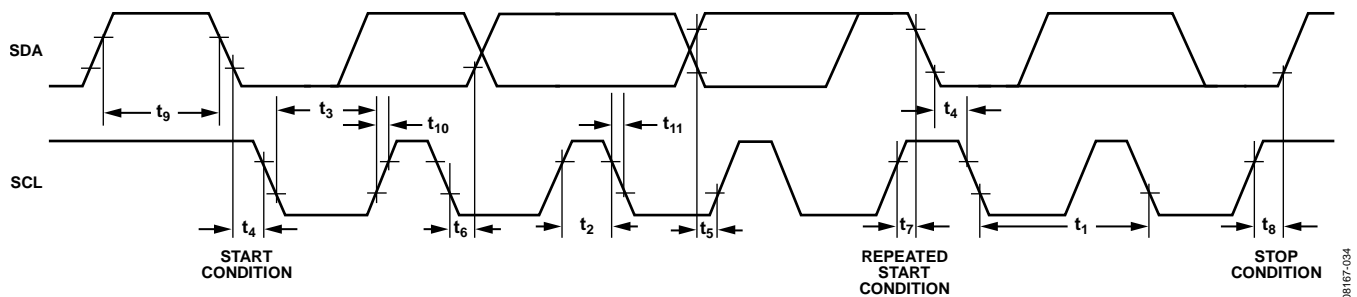 SDA
t9
t3
t10
t11
t4
SCL
t4
t6
t2
t5
t7
t1
t8
START
CONDITION
REPEATED
START
CONDITION
STOP
CONDITION
08167-034